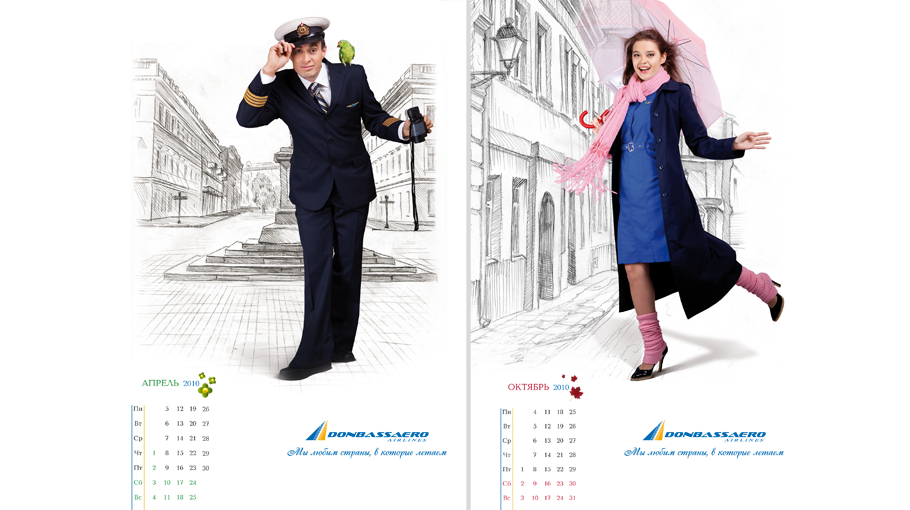 АПРЕЛЬ 2010
Пн 5 12 19 26
Вт 6 13 20 27
Ср 7 14 21 28
Чт 1 8 15 22 29
Пт 2 9 16 23 30
Сб 3 10 17 24
Вс 4 11 18 25
DONBASSAERO
AIRLINES
Мы любим страны, в которые летаем
ОКТЯБРЬ 2010
Пн 4 11 18 25
Вт 5 12 19 26
Ср 6 13 20 27
Чт 7 14 21 28
Пт 1 8 15 22 29
Сб 2 9 16 23 30
Вс 3 10 17 24 31
DONBASSAERO
AIRLINES
Мы любим страны, в которые летаем